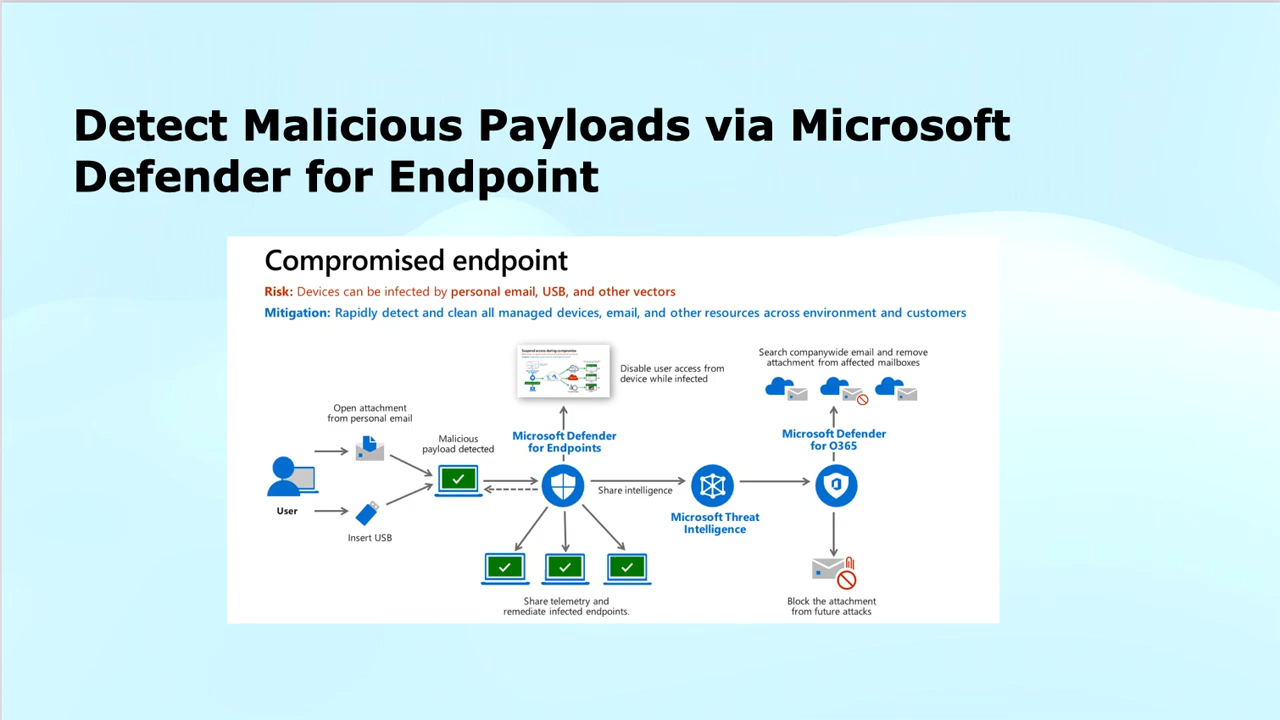 Detect Malicious Payloads via Microsoft
Defender for Endpoint
Compromised endpoint
Risk: Devices can be infected by personal email, USB, and other vectors
Mitigation: Rapidly detect and clean all managed devices, email, and other resources across environment and customers
Disable user access from
device while infected
Search companywide email and remove
attachment from affected mailboxes
Open attachment
from personal email
Malicious
payload detected
Microsoft Defender
for Endpoints
Microsoft Defender
for O365
User
Insert USB
Share intelligence
Microsoft Threat
Intelligence
Share telemetry and
remediate infected endpoints.
Block the attachment
from future attacks